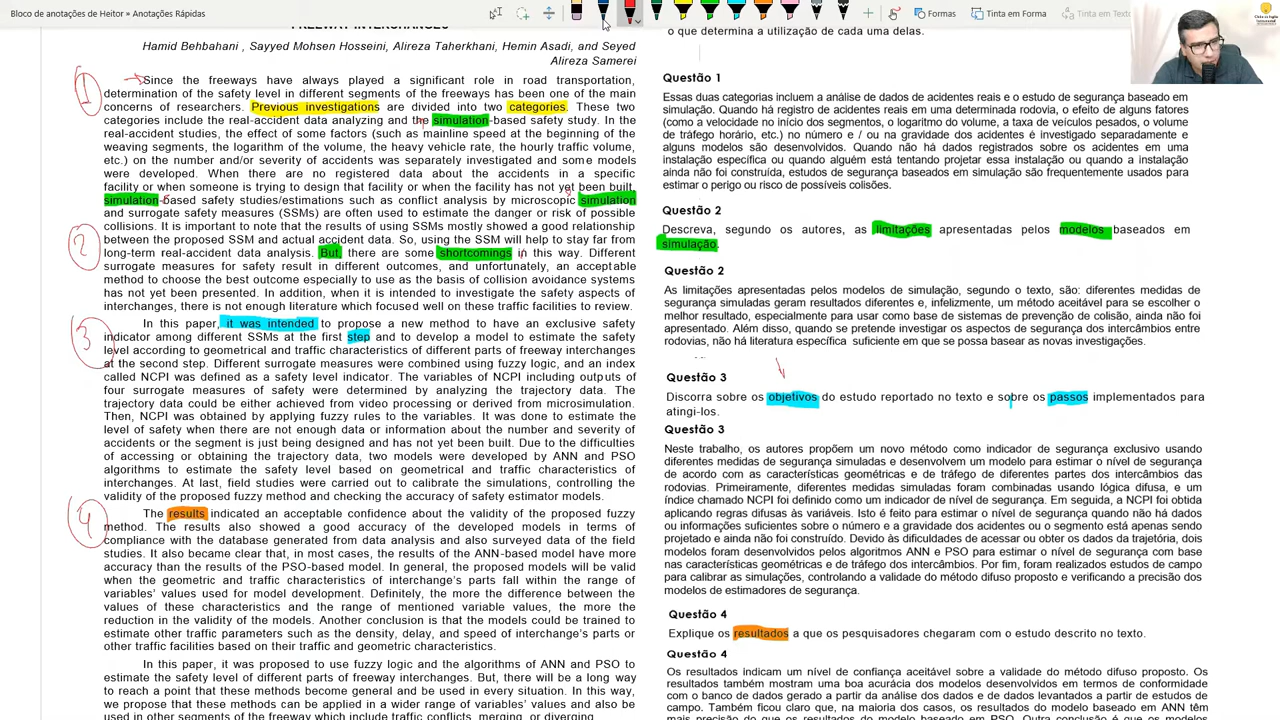 Bloco de anotações de Heitor » Anotações Rápidas
Formas
Tinta em Forma
Tinta em Texto
Hamid Behbahani , Sayyed Mohsen Hosseini, Alireza Taherkhani, Hemin Asadi, and Seyed
Alireza Samerei
1
Since the freeways have always played a significant role in road transportation,
determination of the safety level in different segments of the freeways has been one of the main
concerns of researchers. Previous investigations are divided into two categories. These two
categories include the real-accident data analyzing and the simulation-based safety study. In the
real-accident studies, the effect of some factors (such as mainline speed at the beginning of the
weaving segments, the logarithm of the volume, the heavy vehicle rate, the hourly traffic volume,
etc.) on the number and/or severity of accidents was separately investigated and some models
were developed. When there are no registered data about the accidents in a specific
facility or when someone is trying to design that facility or when the facility has not yet been built,
simulation-based safety studies/estimations such as conflict analysis by microscopic simulation
and surrogate safety measures (SSMs) are often used to estimate the danger or risk of possible
collisions. It is important to note that the results of using SSMs mostly showed a good relationship
between the proposed SSM and actual accident data. So, using the SSM will help to stay far from
2
long-term real-accident data analysis. But, there are some shortcomings in this way. Different
surrogate measures for safety result in different outcomes, and unfortunately, an acceptable
method to choose the best outcome especially to use as the basis of collision avoidance systems
has not yet been presented. In addition, when it is intended to investigate the safety aspects of
interchanges, there is not enough literature which focused well on these traffic facilities to review.
3
In this paper, it was intended to propose a new method to have an exclusive safety
indicator among different SSMs at the first step and to develop a model to estimate the safety
level according to geometrical and traffic characteristics of different parts of freeway interchanges
at the second step. Different surrogate measures were combined using fuzzy logic, and an index
called NCPI was defined as a safety level indicator. The variables of NCPI including outputs of
four surrogate measures of safety were determined by analyzing the trajectory data. The
trajectory data could be either achieved from video processing or derived from microsimulation.
Then, NCPI was obtained by applying fuzzy rules to the variables. It was done to estimate the
level of safety when there are not enough data or information about the number and severity of
accidents or the segment is just being designed and has not yet been built. Due to the difficulties
of accessing or obtaining the trajectory data, two models were developed by ANN and PSO
algorithms to estimate the safety level based on geometrical and traffic characteristics of
interchanges. At last, field studies were carried out to calibrate the simulations, controlling the
validity of the proposed fuzzy method and checking the accuracy of safety estimator models.
4
The results indicated an acceptable confidence about the validity of the proposed fuzzy
method. The results also showed a good accuracy of the developed models in terms of
compliance with the database generated from data analysis and also surveyed data of the field
studies. It also became clear that, in most cases, the results of the ANN-based model have more
accuracy than the results of the PSO-based model. In general, the proposed models will be valid
when the geometric and traffic characteristics of interchange's parts fall within the range of
variables' values used for model development. Definitely, the more the difference between the
values of these characteristics and the range of mentioned variable values, the more the
reduction in the validity of the models. Another conclusion is that the models could be trained to
estimate other traffic parameters such as the density, delay, and speed of interchange's parts or
other traffic facilities based on their traffic and geometric characteristics.
In this paper, it was proposed to use fuzzy logic and the algorithms of ANN and PSO to
estimate the safety level of different parts of freeway interchanges. But, there will be a long way
to reach a point that these methods become general and be used in every situation. In this way,
we propose that these methods can be applied in a wider range of variables' values and also be
used in other segments of the freeway which include traffic conflicts, merging, or diverging
o que determina a utilização de cada uma delas.
Questão 1
Essas duas categorias incluem a análise de dados de acidentes reais e o estudo de segurança baseado em
simulação. Quando há registro de acidentes reais em uma determinada rodovia, o efeito de alguns fatores
(como a velocidade no início dos segmentos, o logaritmo do volume, a taxa de veículos pesados, o volume
de tráfego horário, etc.) no número e / ou na gravidade dos acidentes é investigado separadamente e
alguns modelos são desenvolvidos. Quando não há dados registrados sobre os acidentes em uma
instalação específica ou quando alguém está tentando projetar essa instalação ou quando a instalação
ainda não foi construída, estudos de segurança baseados em simulação são frequentemente usados para
estimar o perigo ou risco de possíveis colisões.
Questão 2
Descreva, segundo os autores, as limitações apresentadas pelos modelos baseados em
simulação.
Questão 2
As limitações apresentadas pelos modelos de simulação, segundo o texto, são: diferentes medidas de
segurança simuladas geram resultados diferentes e, infelizmente, um método aceitável para se escolher o
melhor resultado, especialmente para usar como base de sistemas de prevenção de colisão, ainda não foi
apresentado. Além disso, quando se pretende investigar os aspectos de segurança dos intercâmbios entre
rodovias, não há literatura específica suficiente em que se possa basear as novas investigações.
Questão 3
Discorra sobre os objetivos do estudo reportado no texto e sobre os passos implementados para
atingi-los.
Questão 3
Neste trabalho, os autores propõem um novo método como indicador de segurança exclusivo usando
diferentes medidas de segurança simuladas e desenvolvem um modelo para estimar o nível de segurança
de acordo com as características geométricas e de tráfego de diferentes partes dos intercâmbios das
rodovias. Primeiramente, diferentes medidas simuladas foram combinadas usando lógica difusa, e um
índice chamado NCPI foi definido como um indicador de nível de segurança. Em seguida, a NCPI foi obtida
aplicando regras difusas às variáveis. Isto é feito para estimar o nível de segurança quando não há dados
ou informações suficientes sobre o número e a gravidade dos acidentes ou o segmento está apenas sendo
projetado e ainda não foi construído. Devido às dificuldades de acessar ou obter os dados da trajetória, dois
modelos foram desenvolvidos pelos algoritmos ANN e PSO para estimar o nível de segurança com base
nas características geométricas e de tráfego dos intercâmbios. Por fim, foram realizados estudos de campo
para calibrar as simulações, controlando a validade do método difuso proposto e verificando a precisão dos
modelos de estimadores de segurança.
Questão 4
Explique os resultados a que os pesquisadores chegaram com o estudo descrito no texto.
Questão 4
Os resultados indicam um nível de confiança aceitável sobre a validade do método difuso proposto. Os
resultados também mostram uma boa acurácia dos modelos desenvolvidos em termos de conformidade
com o banco de dados gerado a partir da análise dos dados e de dados levantados a partir de estudos de
campo. Também ficou claro que, na maioria dos casos, os resultados do modelo baseado em ANN têm
mais precisão do que os resultados do modelo baseado em PSO. Outra conclusão é que os modelos